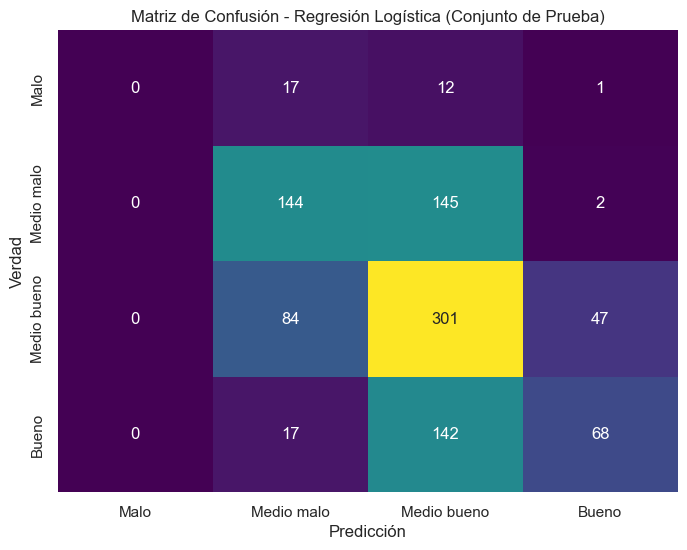 Matriz de Confusión - Regresión Logística (Conjunto de Prueba)
Verdad
Malo
0 17 12 1
Medio malo
0 144 145 2
Medio bueno
0 84 301 47
Bueno
0 17 142 68
Malo Medio malo Medio bueno Bueno
Predicción